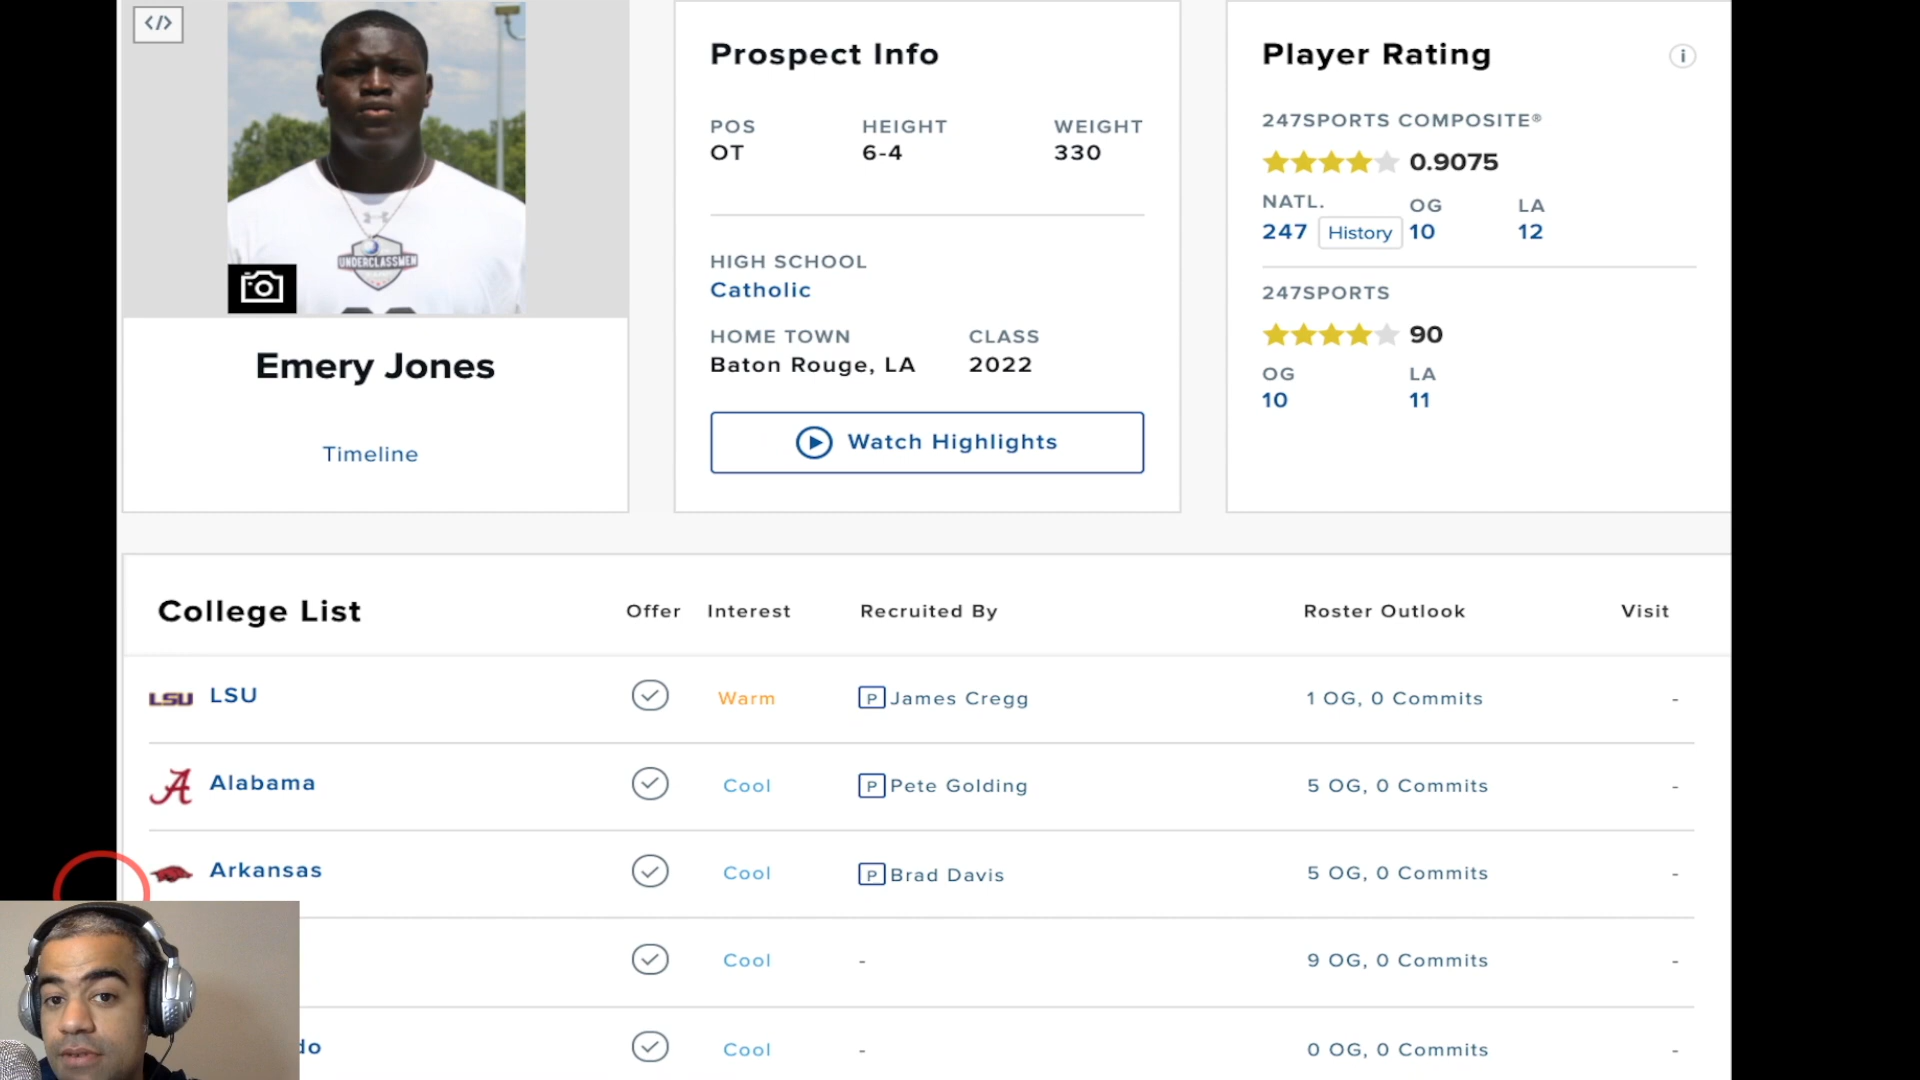 </>
UNDERCLASSMEN
Emery Jones
Timeline
Prospect Info
POS HEIGHT WEIGHT
OT 6-4 330
HIGH SCHOOL
Catholic
HOME TOWN CLASS
Baton Rouge, LA 2022
Watch Highlights
Player Rating i
247SPORTS COMPOSITE®
0.9075
NATL. OG LA
247 History 10 12
247SPORTS
90
OG LA
10 11
College List Offer Interest Recruited By Roster Outlook Visit
LSU LSU Warm P James Cregg 1 OG, 0 Commits -
A Alabama Cool P Pete Golding 5 OG, 0 Commits -
Arkansas Cool P Brad Davis 5 OG, 0 Commits -
Cool - 9 OG, 0 Commits -
do Cool - 0 OG, 0 Commits -